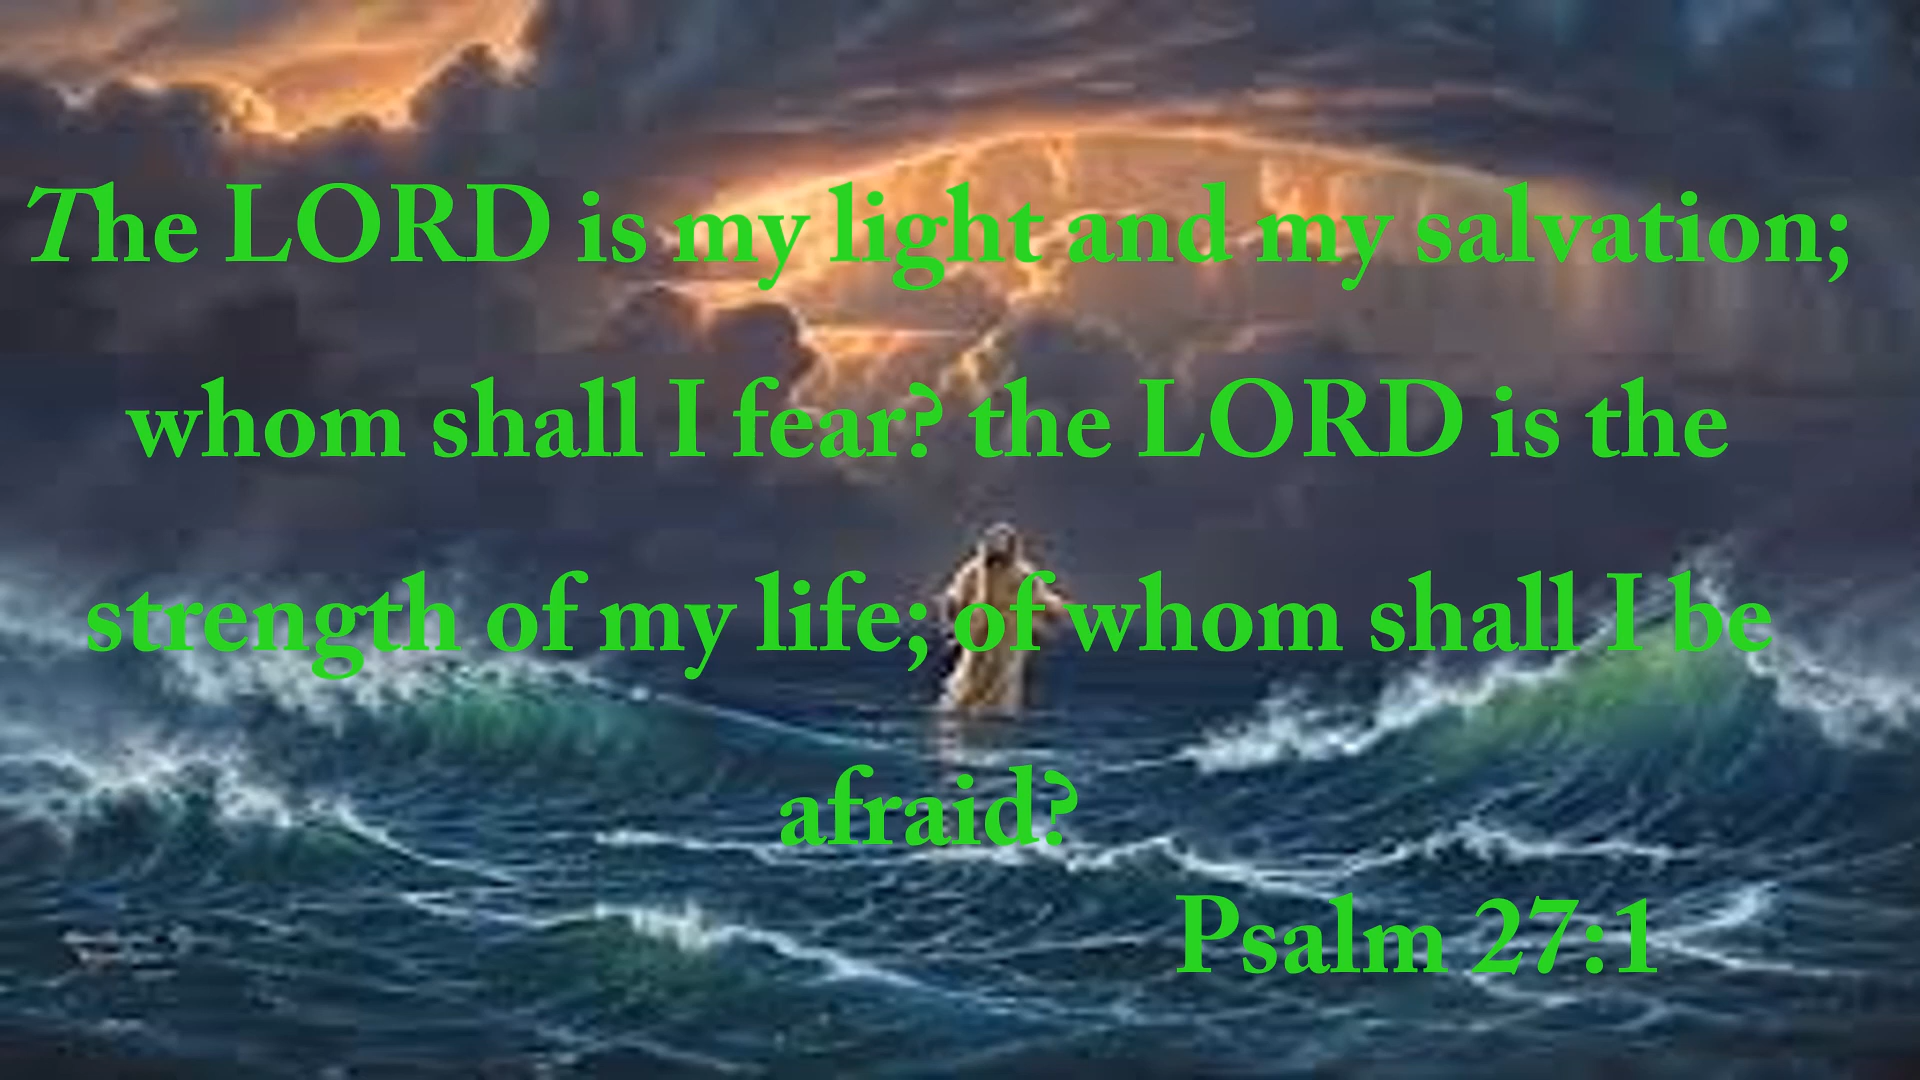 The LORD is my light and my salvation;
whom shall I fear? the LORD is the
strength of my life; of whom shall I be
afraid?
Psalm 27:1